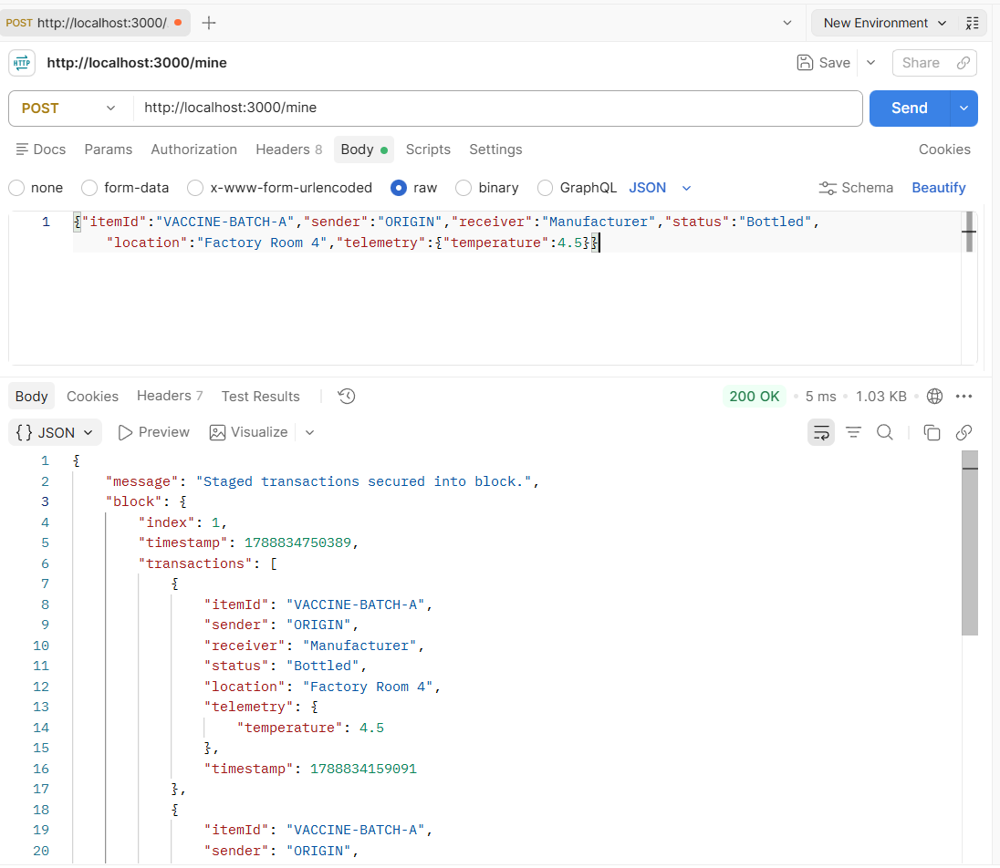 POST http://localhost:3000/ New Environment
HTTP http://localhost:3000/mine Save Share
POST http://localhost:3000/mine Send
Docs Params Authorization Headers 8 Body Scripts Settings Cookies
none form-data x-www-form-urlencoded raw binary GraphQL JSON Schema Beautify
1 {"itemId":"VACCINE-BATCH-A","sender":"ORIGIN","receiver":"Manufacturer","status":"Bottled",
"location":"Factory Room 4","telemetry":{"temperature":4.5}}
Body Cookies Headers 7 Test Results 200 OK • 5 ms • 1.03 KB •
{} JSON Preview Visualize
1 {
2 "message": "Staged transactions secured into block.",
3 "block": {
4 "index": 1,
5 "timestamp": 1788834750389,
6 "transactions": [
7 {
8 "itemId": "VACCINE-BATCH-A",
9 "sender": "ORIGIN",
10 "receiver": "Manufacturer",
11 "status": "Bottled",
12 "location": "Factory Room 4",
13 "telemetry": {
14 "temperature": 4.5
15 },
16 "timestamp": 1788834159091
17 },
18 {
19 "itemId": "VACCINE-BATCH-A",
20 "sender": "ORIGIN",